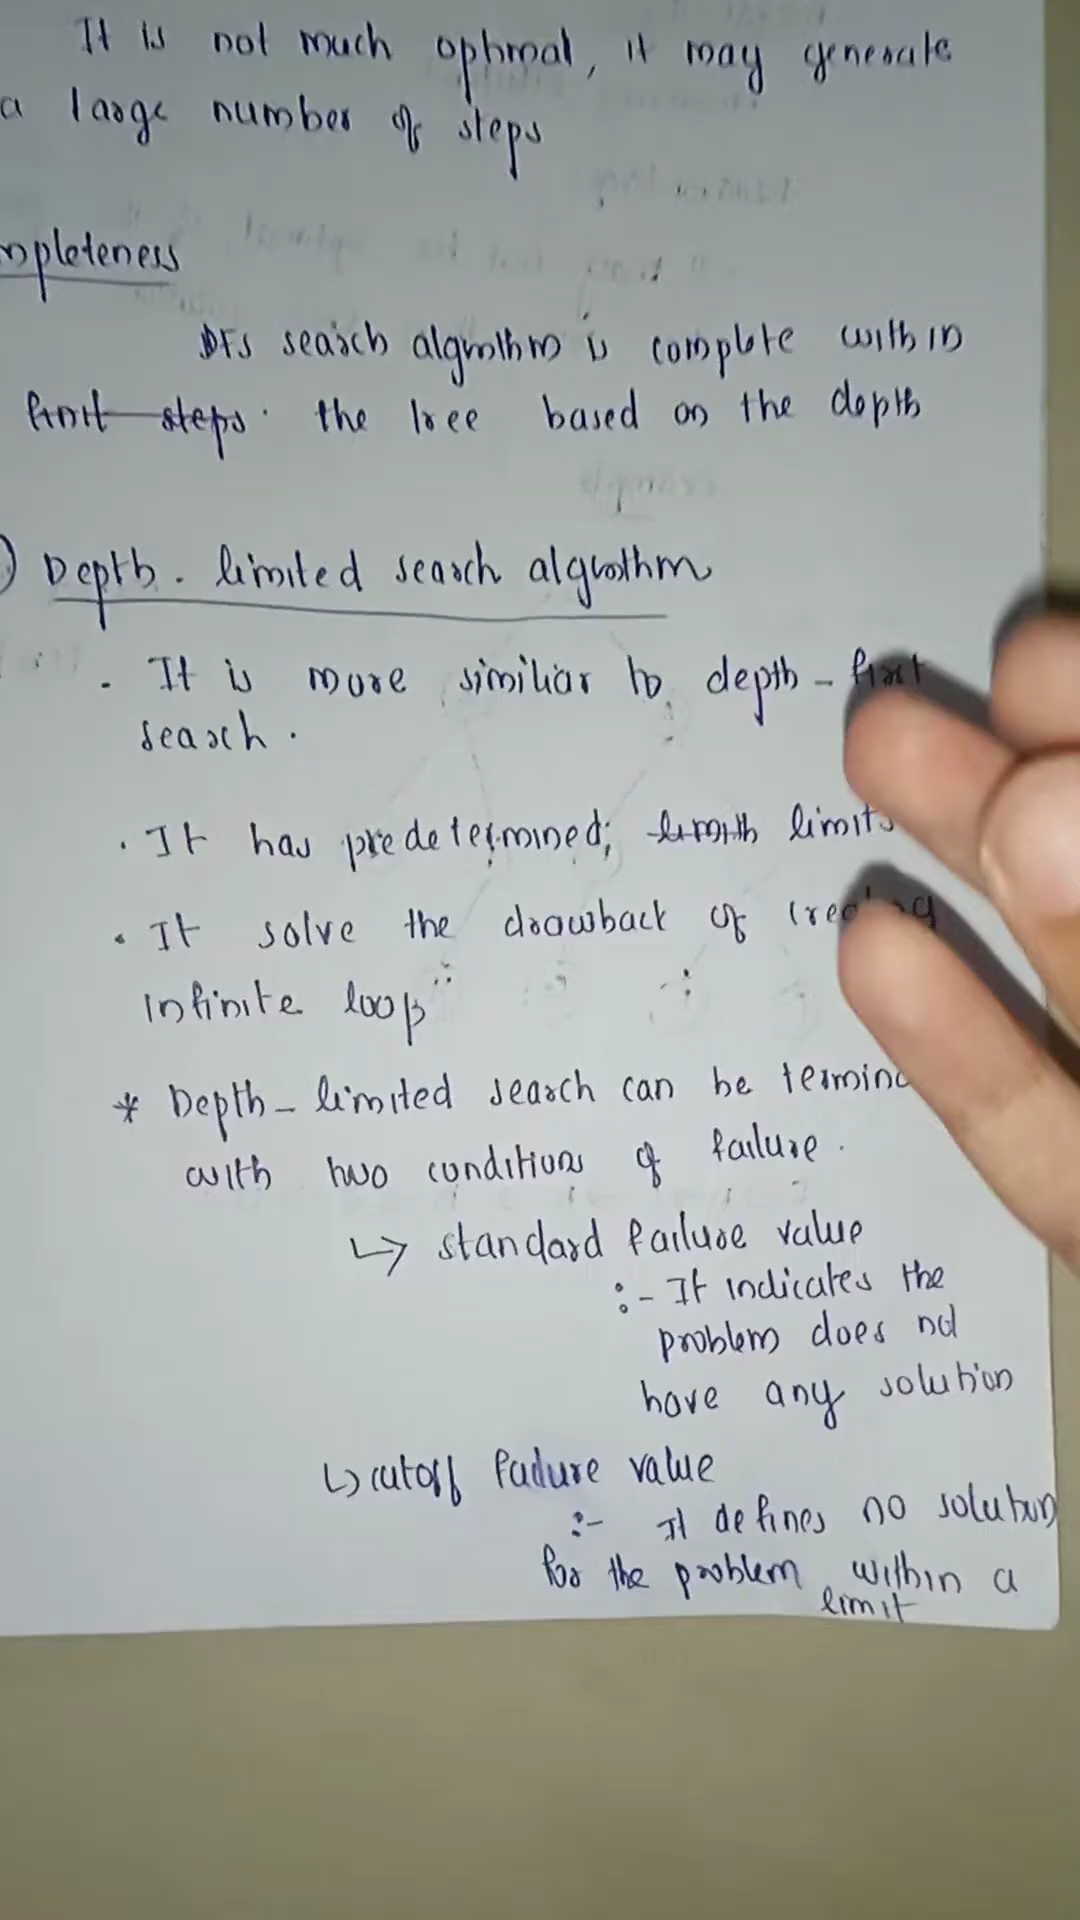 It is not much optimal, it may generate
a large number of steps
mpleteness
DFS search algorithm is complete within
finit steps. the tree based on the depth
Depth - limited search algorithm
. It is more similiar to depth - first
search.
. It has predetermined; limith limits
. It solve the drawback of creating
Infinite loop
* Depth - limited search can be termina
with two conditions of failure.
↳ standard failure value
:- It indicates the
problem does not
have any solution
↳ cutoff failure value
:- It defines no solution
for the problem within a
limit